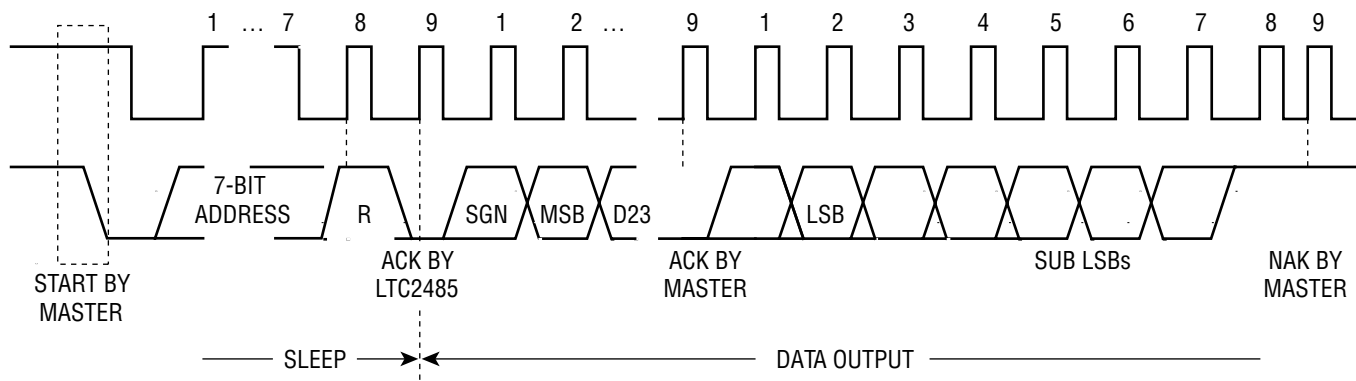 1 … 7 8 9 1 2 … 9 1 2 3 4 5 6 7 8 9
7-BIT
ADDRESS
R
SGN
MSB
D23
LSB
START BY
MASTER
ACK BY
LTC2485
ACK BY
MASTER
SUB LSBs
NAK BY
MASTER
SLEEP
DATA OUTPUT